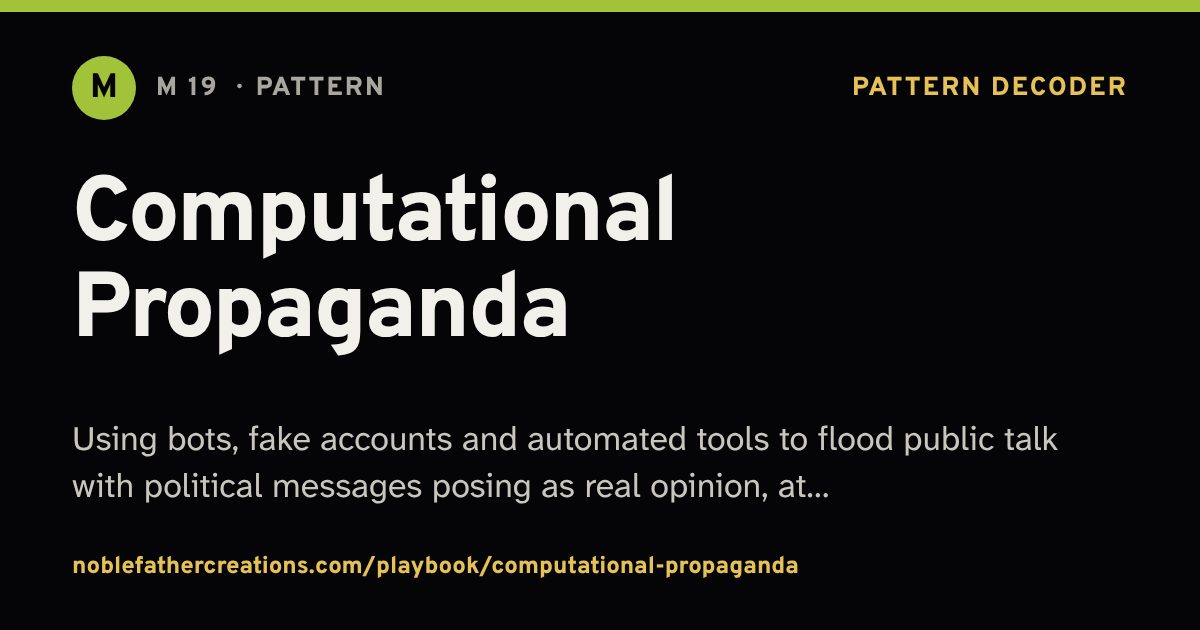 M
M 19 · PATTERN
PATTERN DECODER
Computational
Propaganda
Using bots, fake accounts and automated tools to flood public talk
with political messages posing as real opinion, at…
noblefathercreations.com/playbook/computational-propaganda